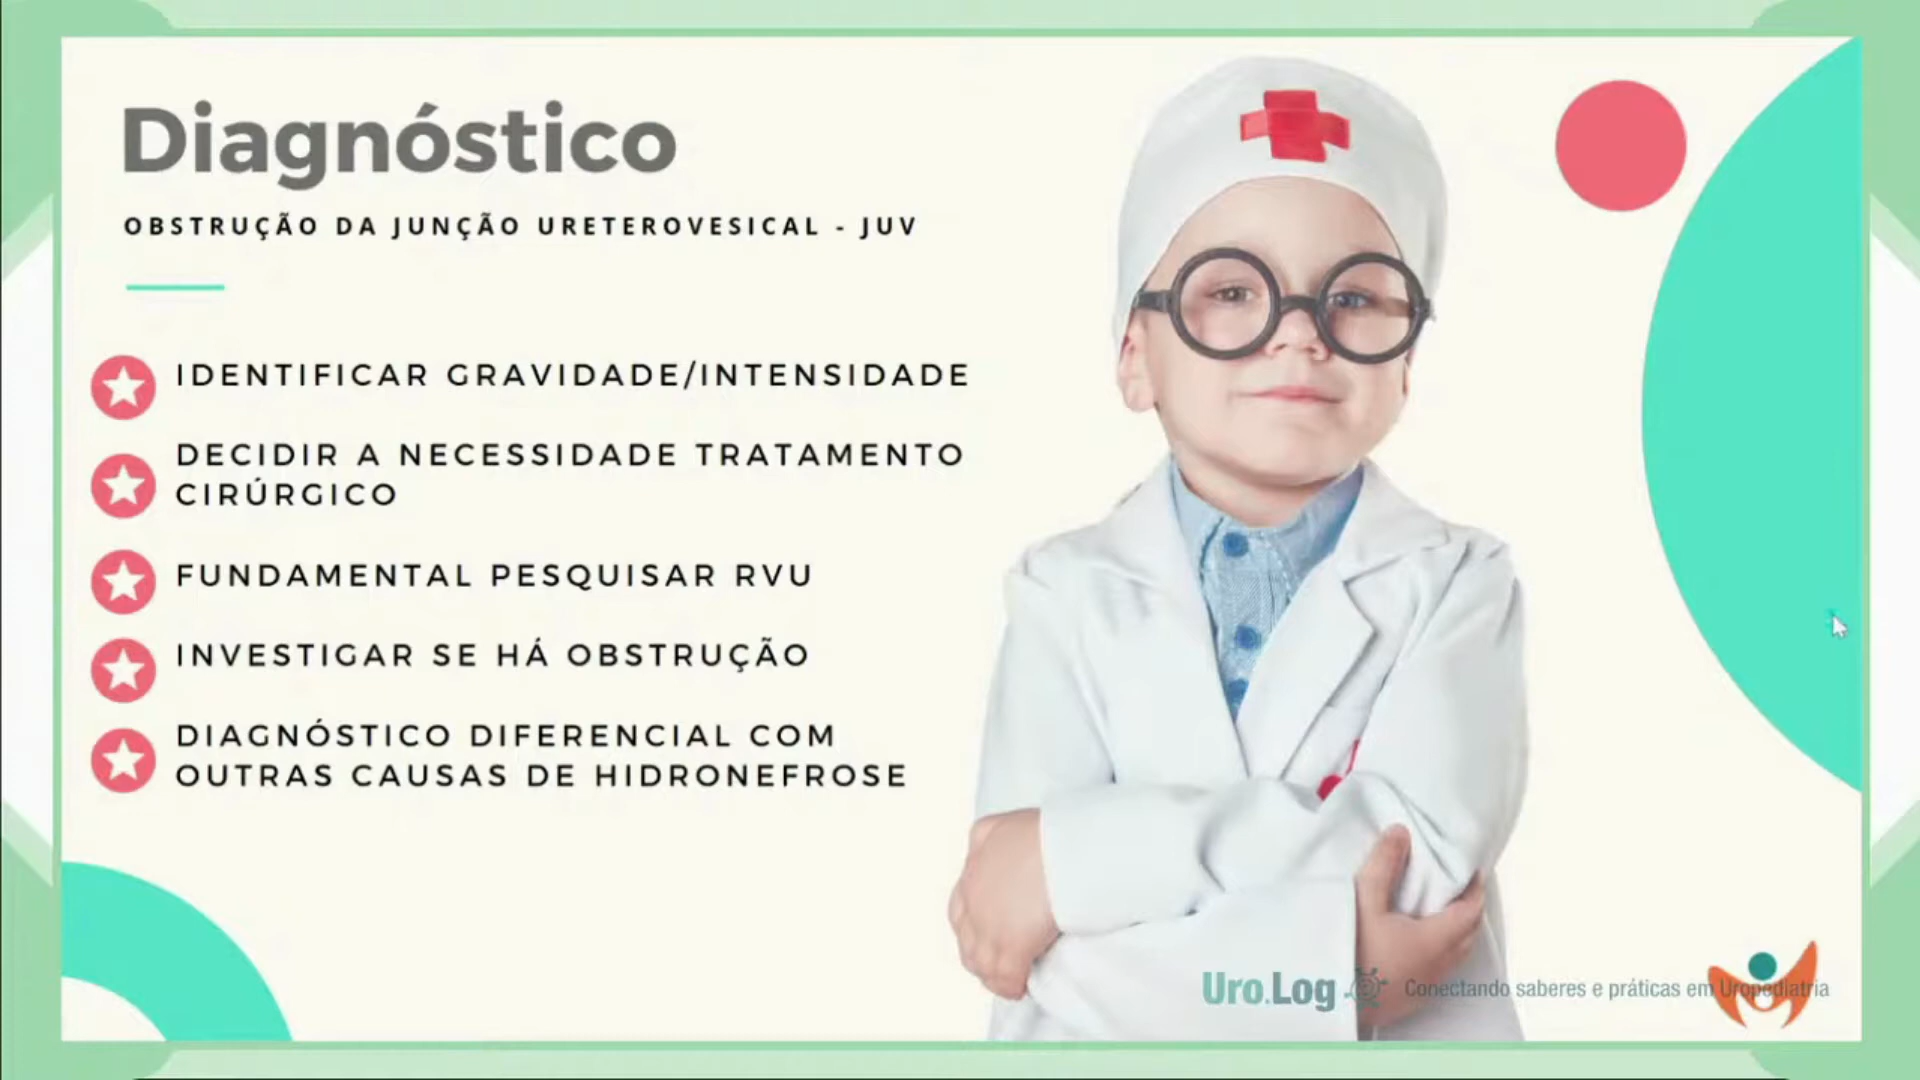 Diagnóstico
OBSTRUÇÃO DA JUNÇÃO URETEROVESICAL - JUV
IDENTIFICAR GRAVIDADE/INTENSIDADE
DECIDIR A NECESSIDADE TRATAMENTO
CIRÚRGICO
FUNDAMENTAL PESQUISAR RVU
INVESTIGAR SE HÁ OBSTRUÇÃO
DIAGNÓSTICO DIFERENCIAL COM
OUTRAS CAUSAS DE HIDRONEFROSE
Uro.Log Conectando saberes e práticas em Uropediatria